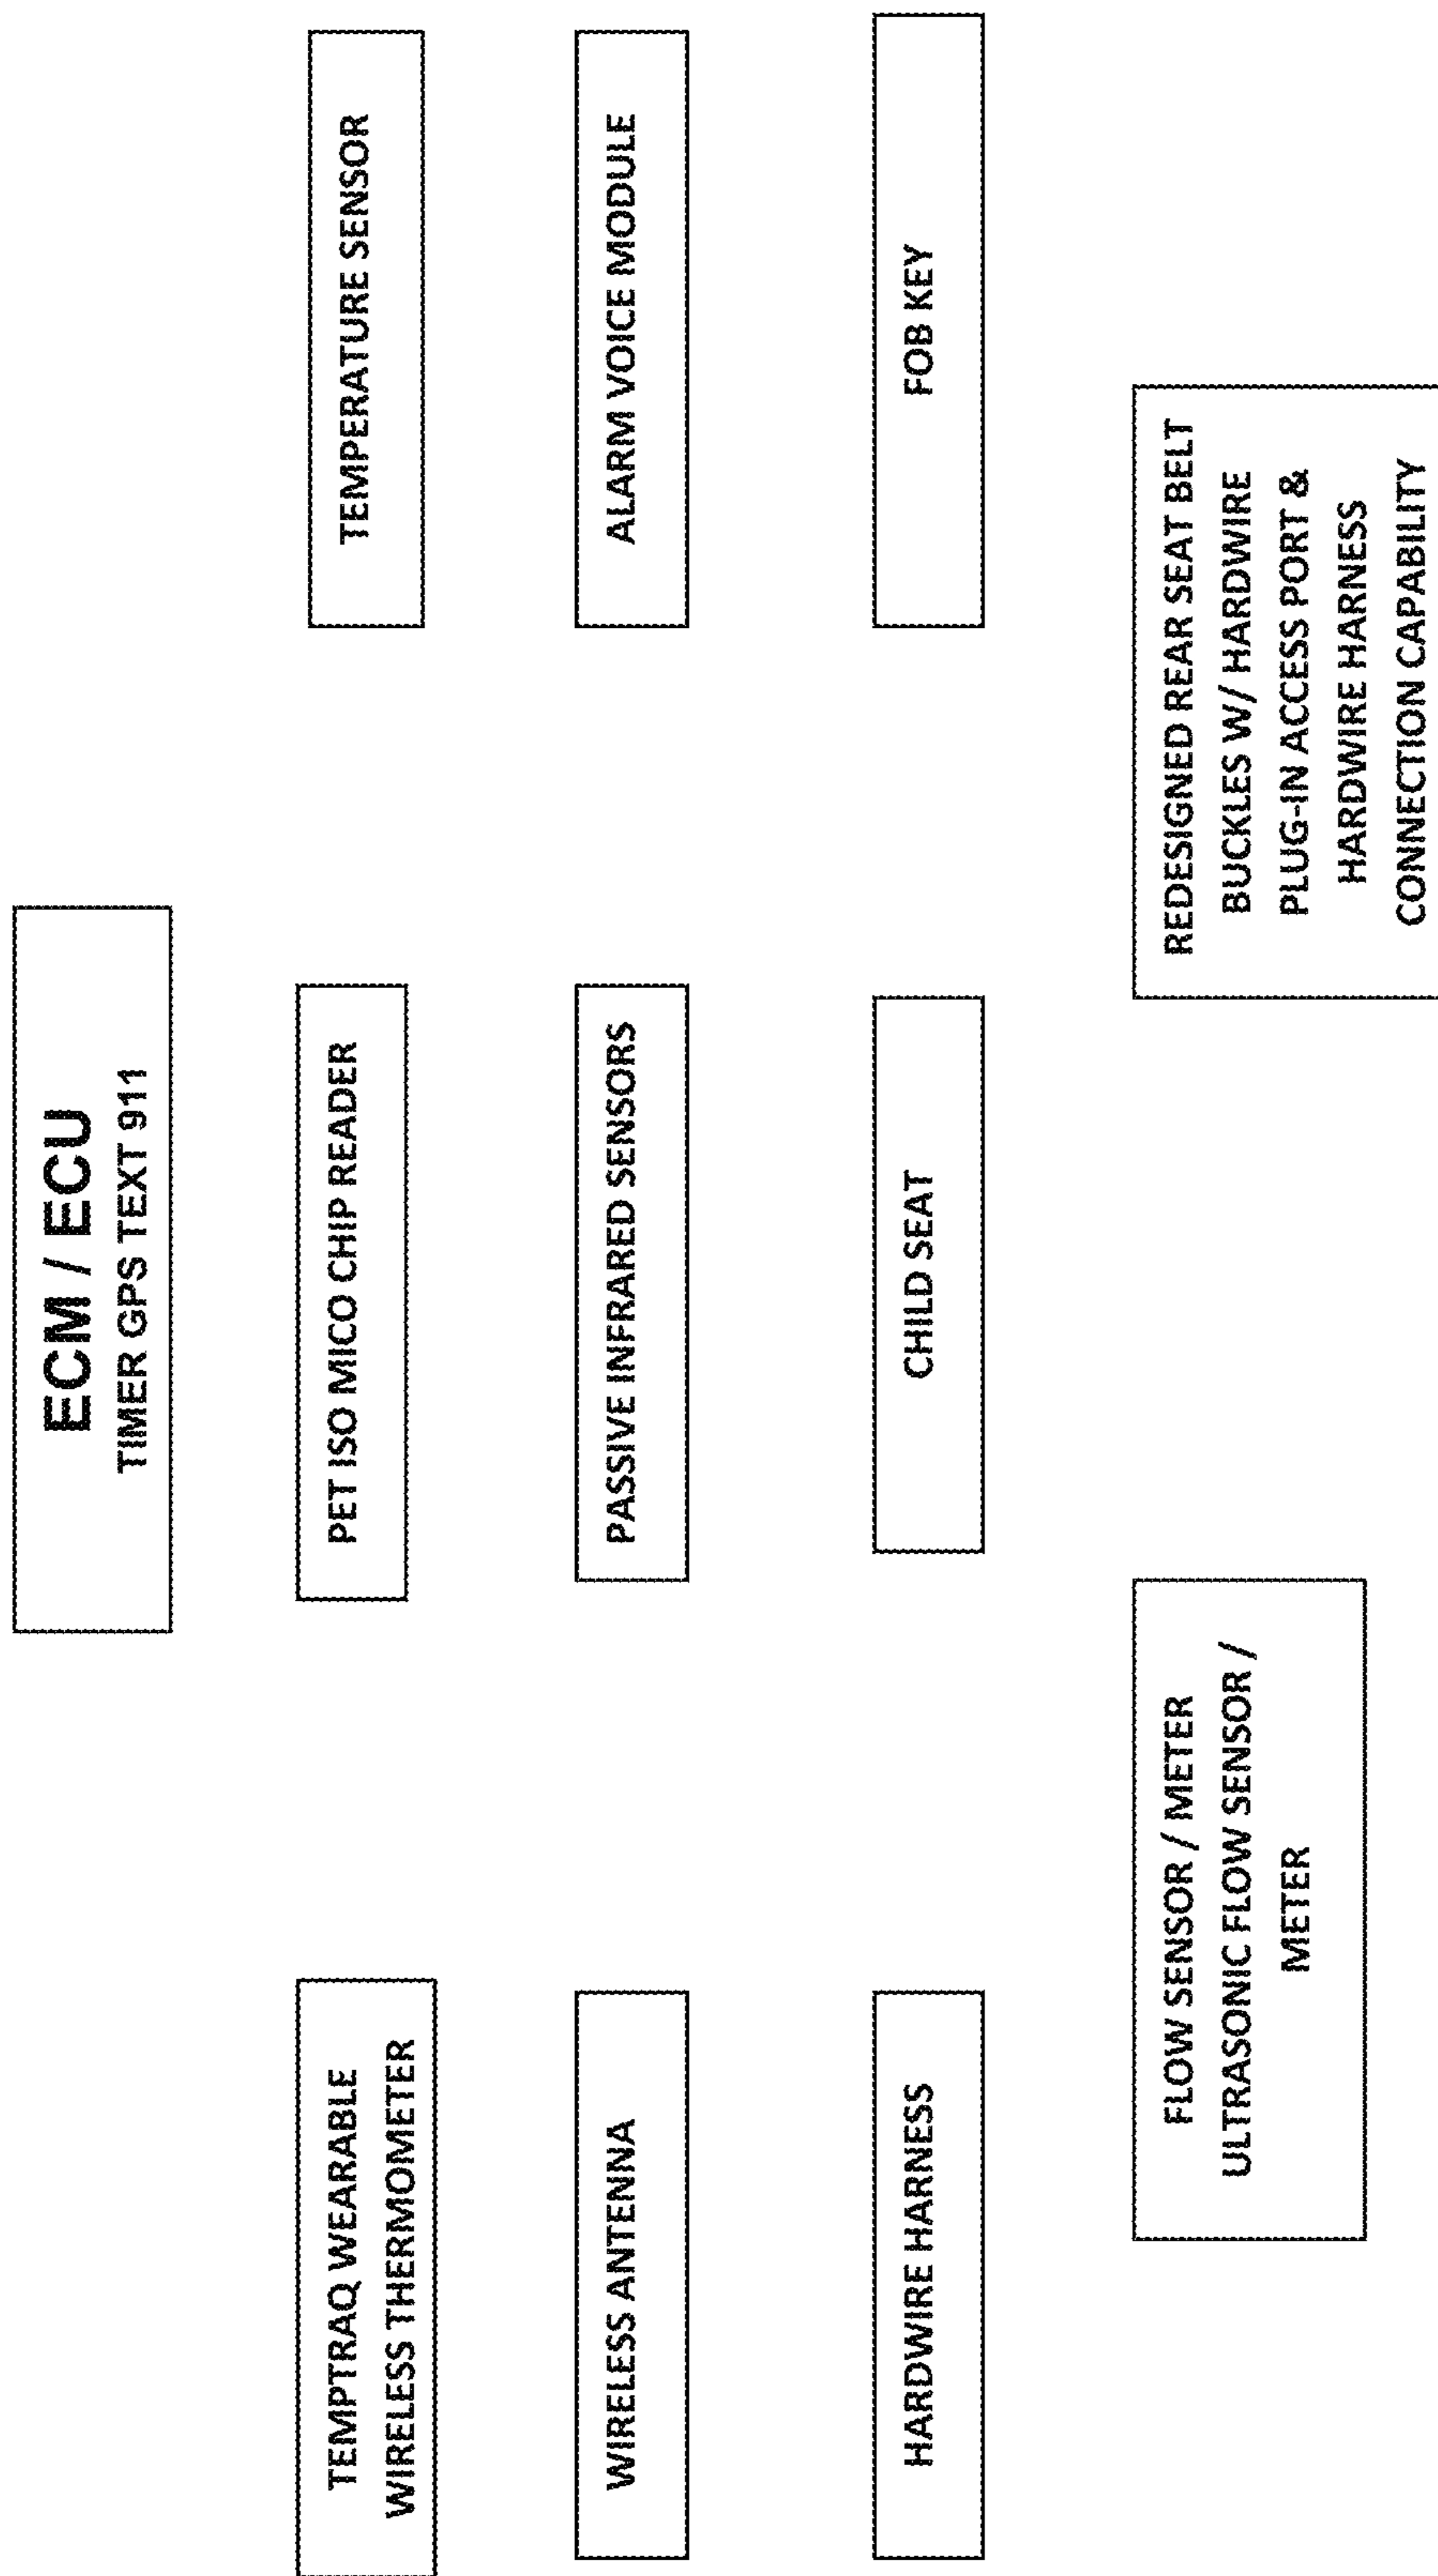 ECM / ECU
TIMER GPS TEXT 911
TEMPTRAQ WEARABLE
WIRELESS THERMOMETER
PET ISO MICO CHIP READER
TEMPERATURE SENSOR
WIRELESS ANTENNA
PASSIVE INFRARED SENSORS
ALARM VOICE MODULE
HARDWIRE HARNESS
CHILD SEAT
FOB KEY
FLOW SENSOR / METER
ULTRASONIC FLOW SENSOR /
METER
REDESIGNED REAR SEAT BELT
BUCKLES W/ HARDWIRE
PLUG-IN ACCESS PORT &
HARDWIRE HARNESS
CONNECTION CAPABILITY